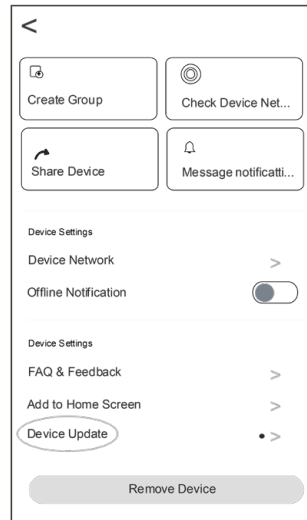 Create Group
Check Device Net...
Share Device
Message notificatti...
Device Settings
Device Network
Offline Notification
Device Settings
FAQ & Feedback
Add to Home Screen
Device Update
Remove Device